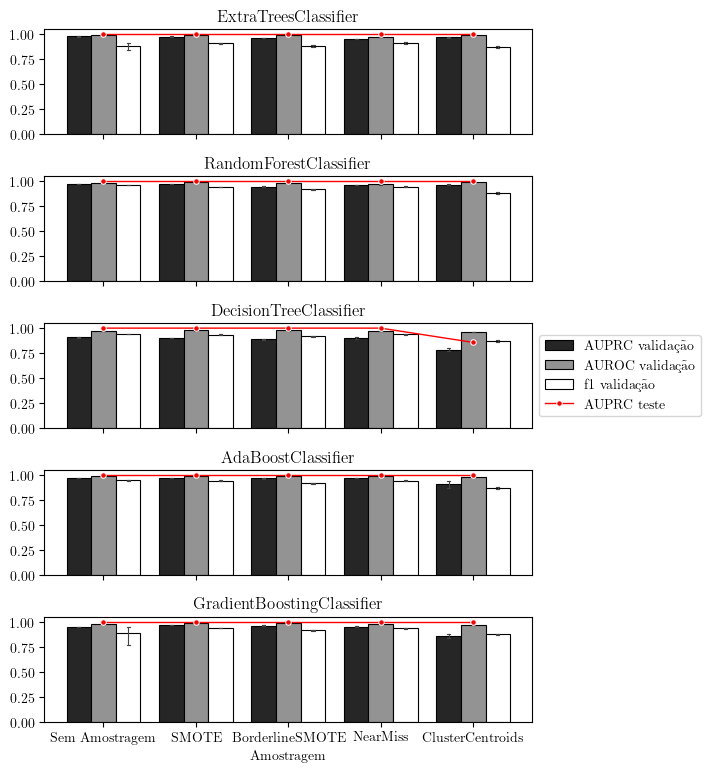 ExtraTreesClassifier
1.00
0.75
0.50
0.25
0.00
RandomForestClassifier
1.00
0.75
0.50
0.25
0.00
DecisionTreeClassifier
1.00
0.75
0.50
0.25
0.00
AUPRC validação
AUROC validação
f1 validação
AUPRC teste
AdaBoostClassifier
1.00
0.75
0.50
0.25
0.00
GradientBoostingClassifier
1.00
0.75
0.50
0.25
0.00
Sem Amostragem SMOTE BorderlineSMOTE NearMiss ClusterCentroids
Amostragem